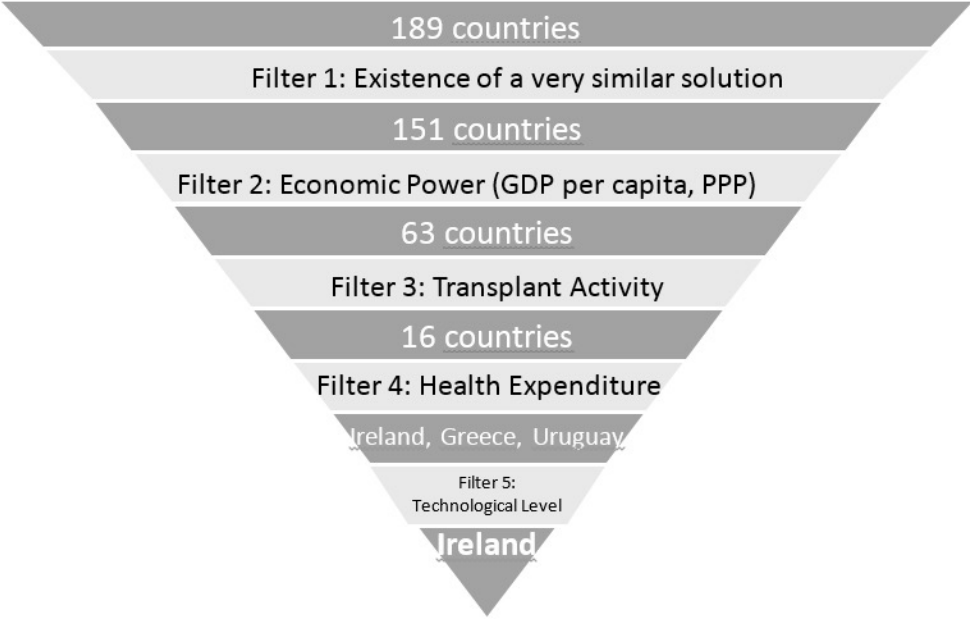 189 countries
Filter 1: Existence of a very similar solution
151 countries
Filter 2: Economic Power (GDP per capita, PPP)
63 countries
Filter 3: Transplant Activity
16 countries
Filter 4: Health Expenditure
Ireland, Greece, Uruguay
Filter 5:
Technological Level
Ireland